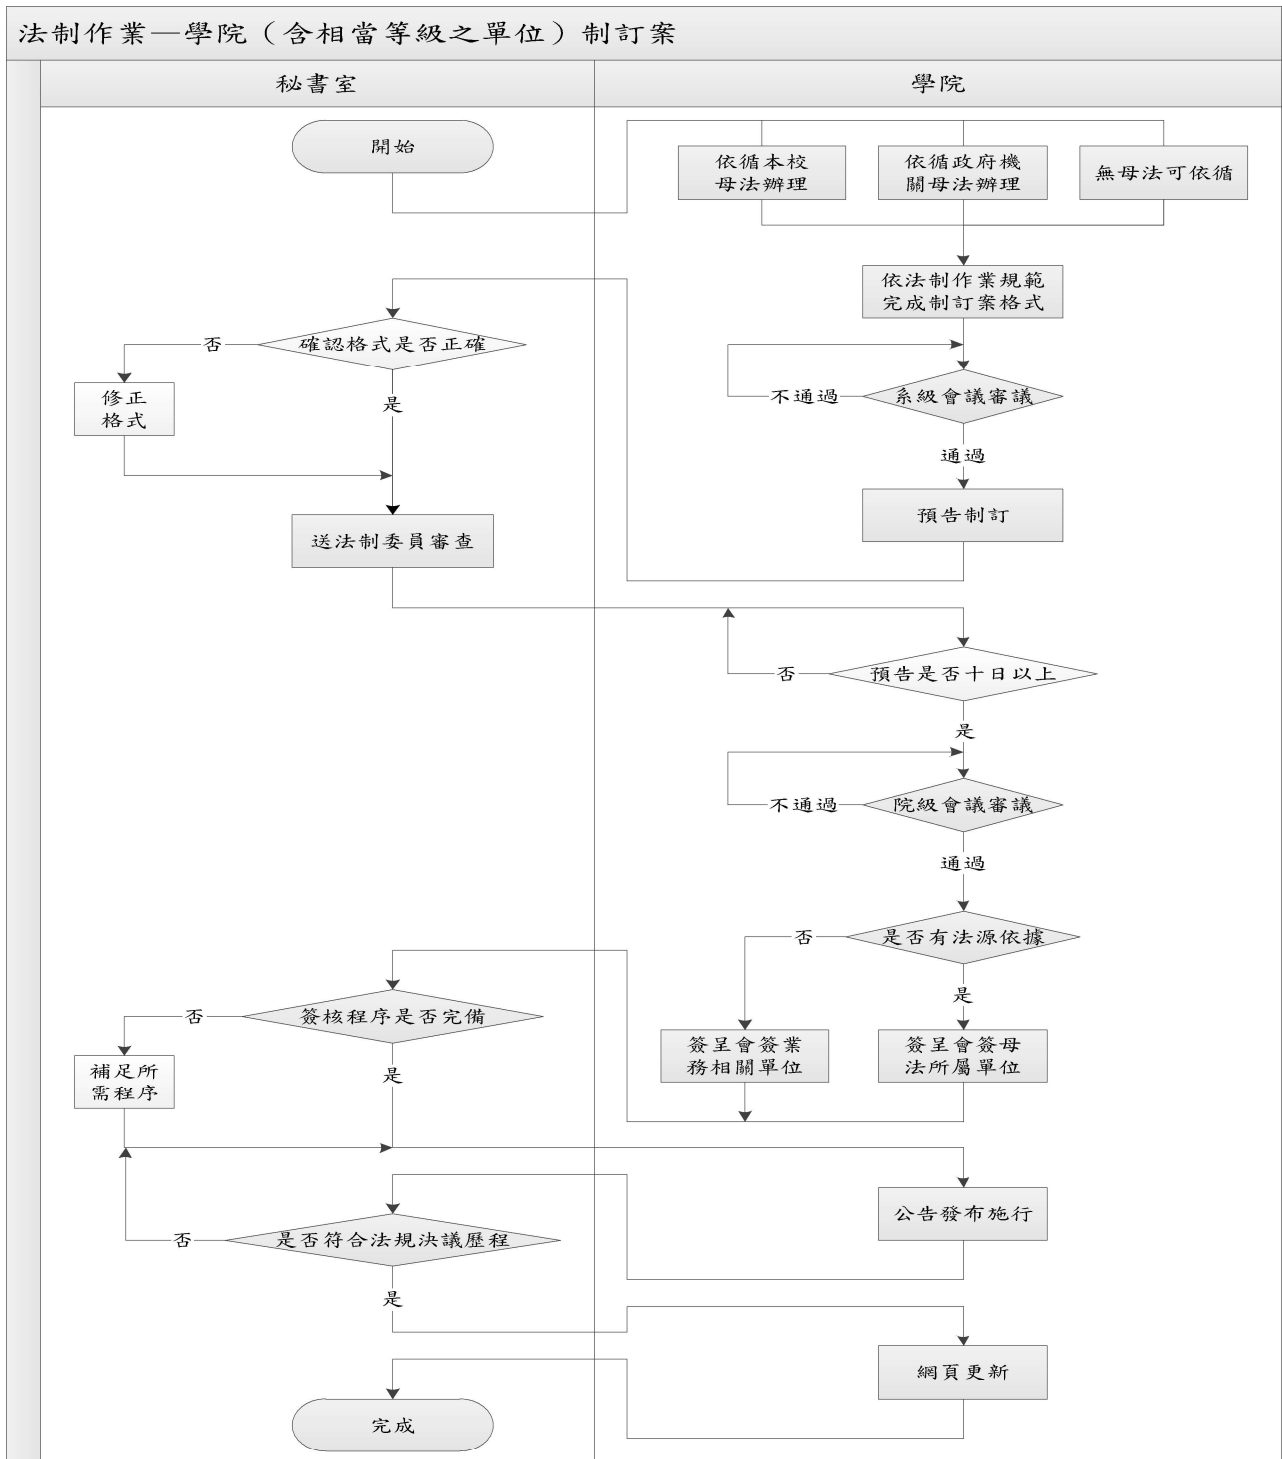 法制作業—學院（含相當等級之單位）制訂案
秘書室
學院
開始
依循本校
母法辦理
依循政府機
關母法辦理
無母法可依循
依法制作業規範
完成制訂案格式
確認格式是否正確
否
修正
格式
是
系級會議審議
不通過
通過
預告制訂
送法制委員審查
預告是否十日以上
否
是
院級會議審議
不通過
通過
是否有法源依據
否
是
簽呈會簽業
務相關單位
簽呈會簽母
法所屬單位
簽核程序是否完備
否
補足所
需程序
是
公告發布施行
是否符合法規決議歷程
否
是
網頁更新
完成